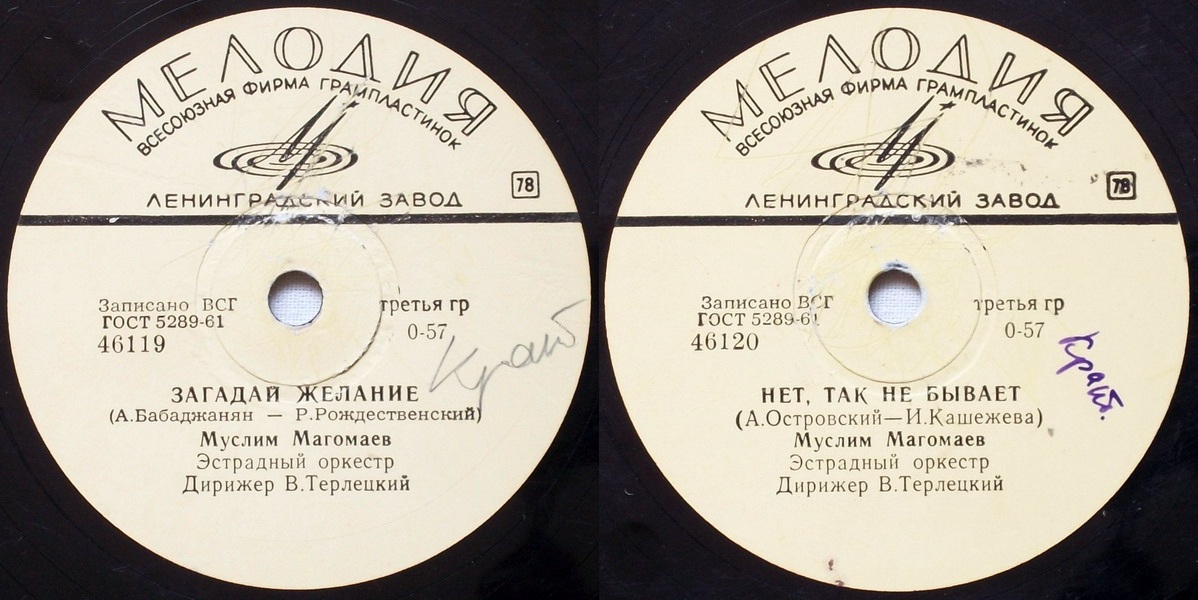 МЕЛОДИЯ
ВСЕСОЮЗНАЯ ФИРМА ГРАМПЛАСТИНОК
78
ЛЕНИНГРАДСКИЙ ЗАВОД
Записано ВСГ третья гр
ГОСТ 5289-61 0-57
46119
ЗАГАДАЙ ЖЕЛАНИЕ
(А.Бабаджанян — Р.Рождественский)
Муслим Магомаев
Эстрадный оркестр
Дирижер В.Терлецкий
МЕЛОДИЯ
ВСЕСОЮЗНАЯ ФИРМА ГРАМПЛАСТИНОК
78
ЛЕНИНГРАДСКИЙ ЗАВОД
Записано ВСГ третья гр
ГОСТ 5289-61 0-57
46120
НЕТ, ТАК НЕ БЫВАЕТ
(А.Островский—И.Кашежева)
Муслим Магомаев
Эстрадный оркестр
Дирижер В.Терлецкий